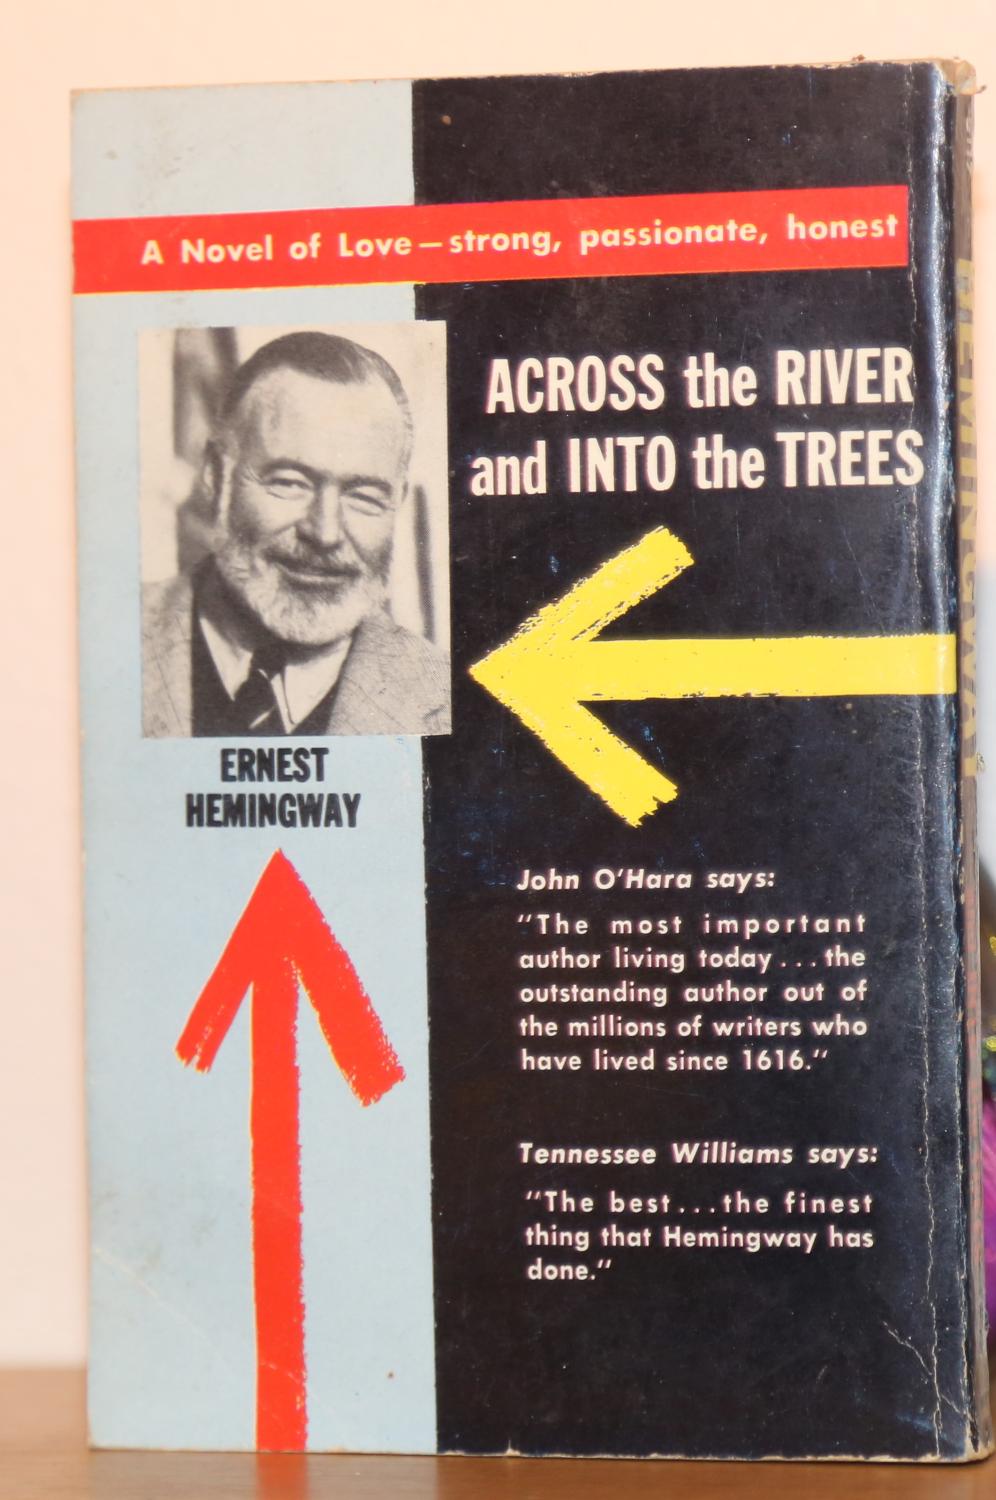 A Novel of Love—strong, passionate, honest
ACROSS the RIVER
and INTO the TREES
ERNEST
HEMINGWAY
John O'Hara says:
"The most important
author living today...the
outstanding author out of
the millions of writers who
have lived since 1616."
Tennessee Williams says:
"The best...the finest
thing that Hemingway has
done."
HEMINGWAY